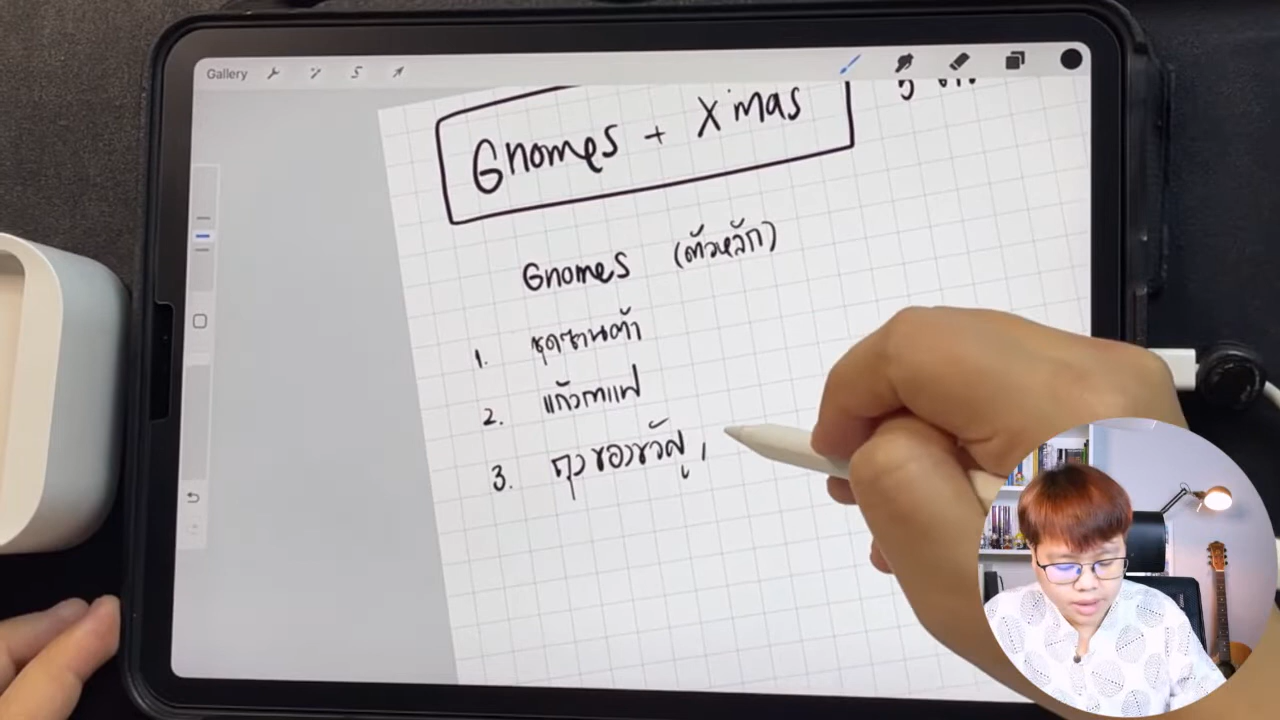 Gallery
Gnomes + X'mas
Gnomes (ตัวหลัก)
1. ชุดซานต้า
2. แก้วกาแฟ
3. ถุงของขวัญ,